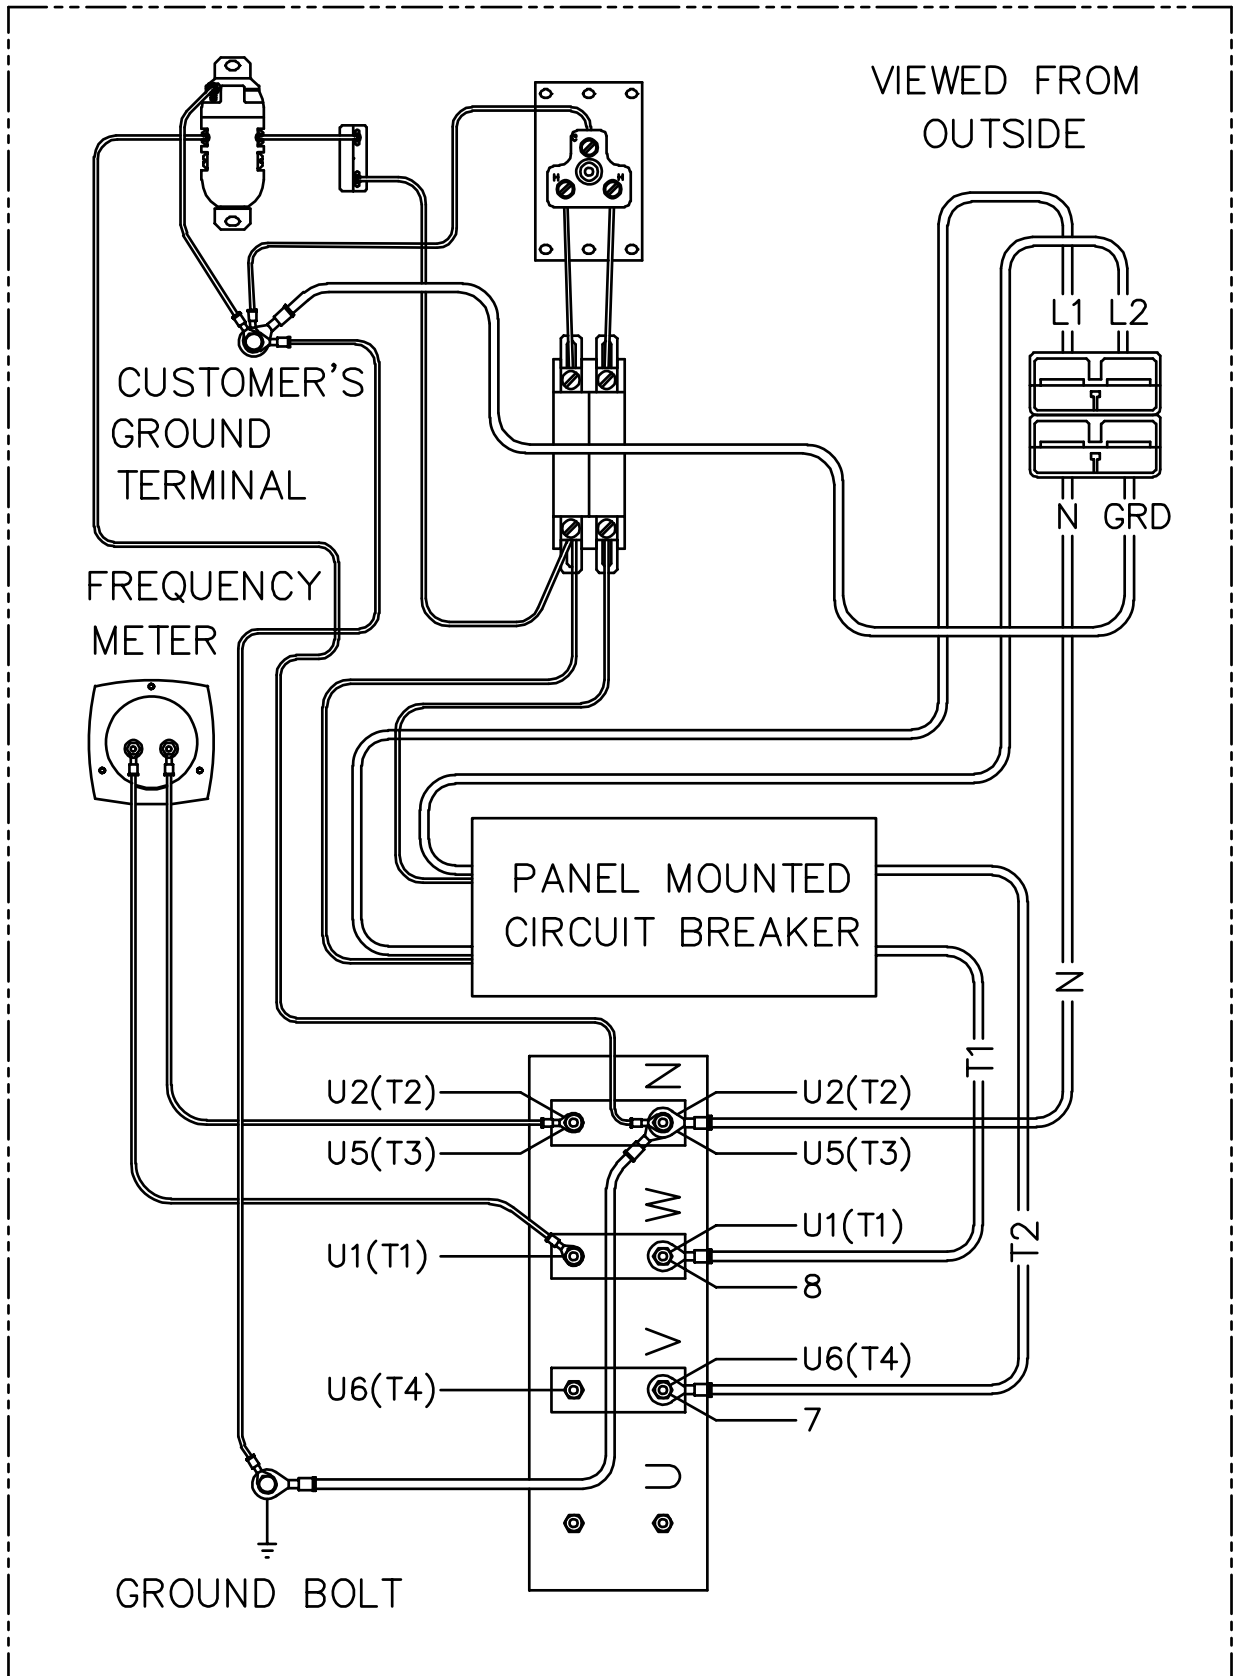 VIEWED FROM
OUTSIDE
G
H
H
L1
L2
CUSTOMER'S
GROUND
TERMINAL
N
GRD
FREQUENCY
METER
PANEL MOUNTED
CIRCUIT BREAKER
N
T1
N
U2(T2)
U2(T2)
U5(T3)
U5(T3)
W
U1(T1)
T2
U1(T1)
8
V
U6(T4)
U6(T4)
7
U
GROUND BOLT